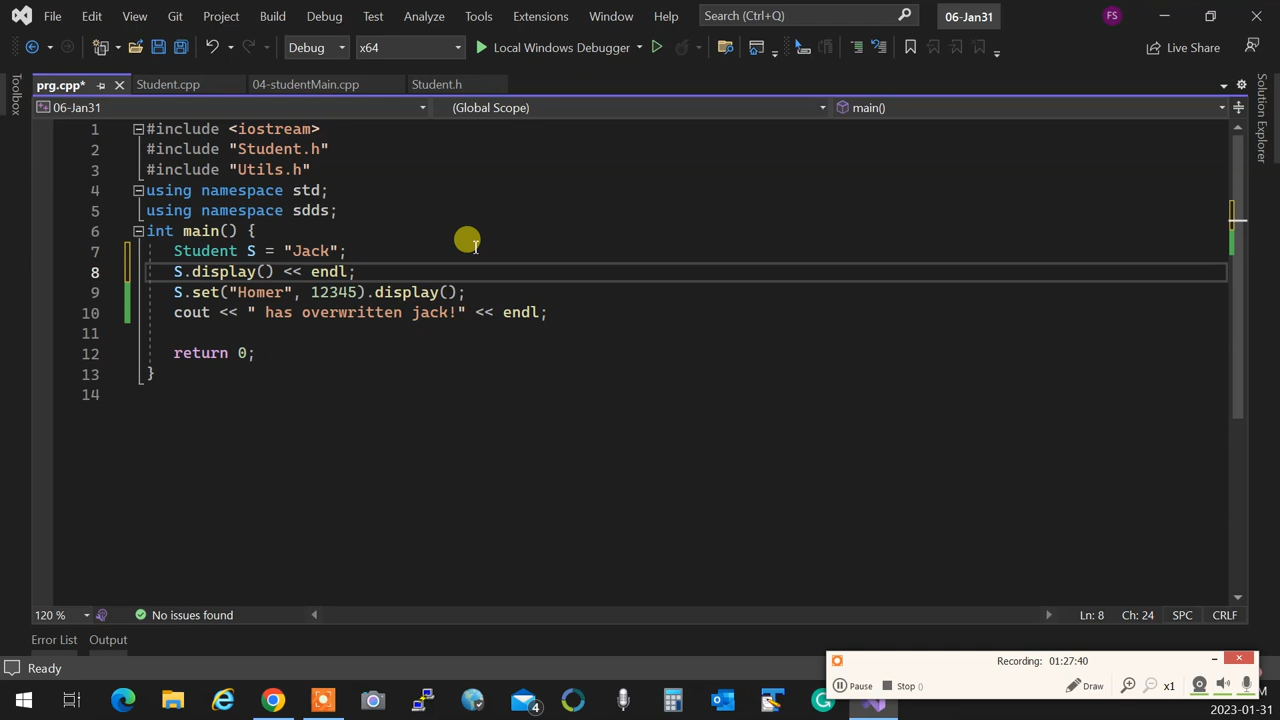 File Edit View Git Project Build Debug Test Analyze Tools Extensions Window Help Search (Ctrl+Q) 06-Jan31 FS
Debug x64 Local Windows Debugger Live Share
prg.cpp* Student.cpp 04-studentMain.cpp Student.h
06-Jan31 (Global Scope) main()
Toolbox
Solution Explorer
1 #include <iostream>
2 #include "Student.h"
3 #include "Utils.h"
4 using namespace std;
5 using namespace sdds;
6 int main() {
7 Student S = "Jack";
8 S.display() << endl;
9 S.set("Homer", 12345).display();
10 cout << " has overwritten jack!" << endl;
11
12 return 0;
13 }
14
120 % No issues found Ln: 8 Ch: 24 SPC CRLF
Error List Output
Ready
Recording: 01:27:40
Pause Stop () Draw x1
4
2023-01-31